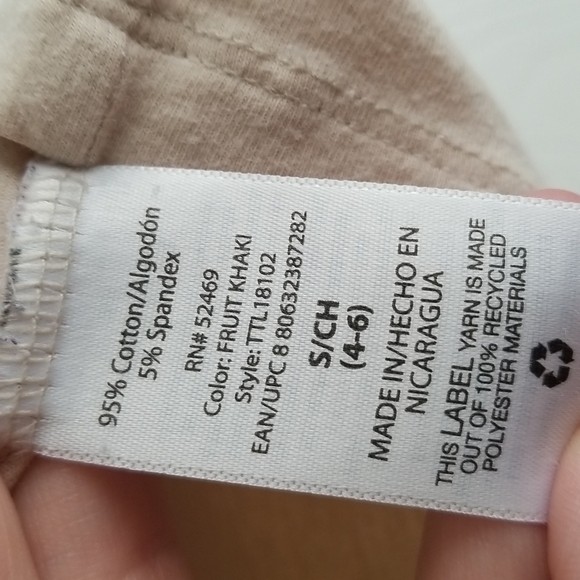 95% Cotton/Algodón
5% Spandex
RN# 52469
Color: FRUIT KHAKI
Style: TTL18102
EAN/UPC 8 80632387282
S/CH
(4-6)
MADE IN/HECHO EN
NICARAGUA
THIS LABEL YARN IS MADE
OUT OF 100% RECYCLED
POLYESTER MATERIALS